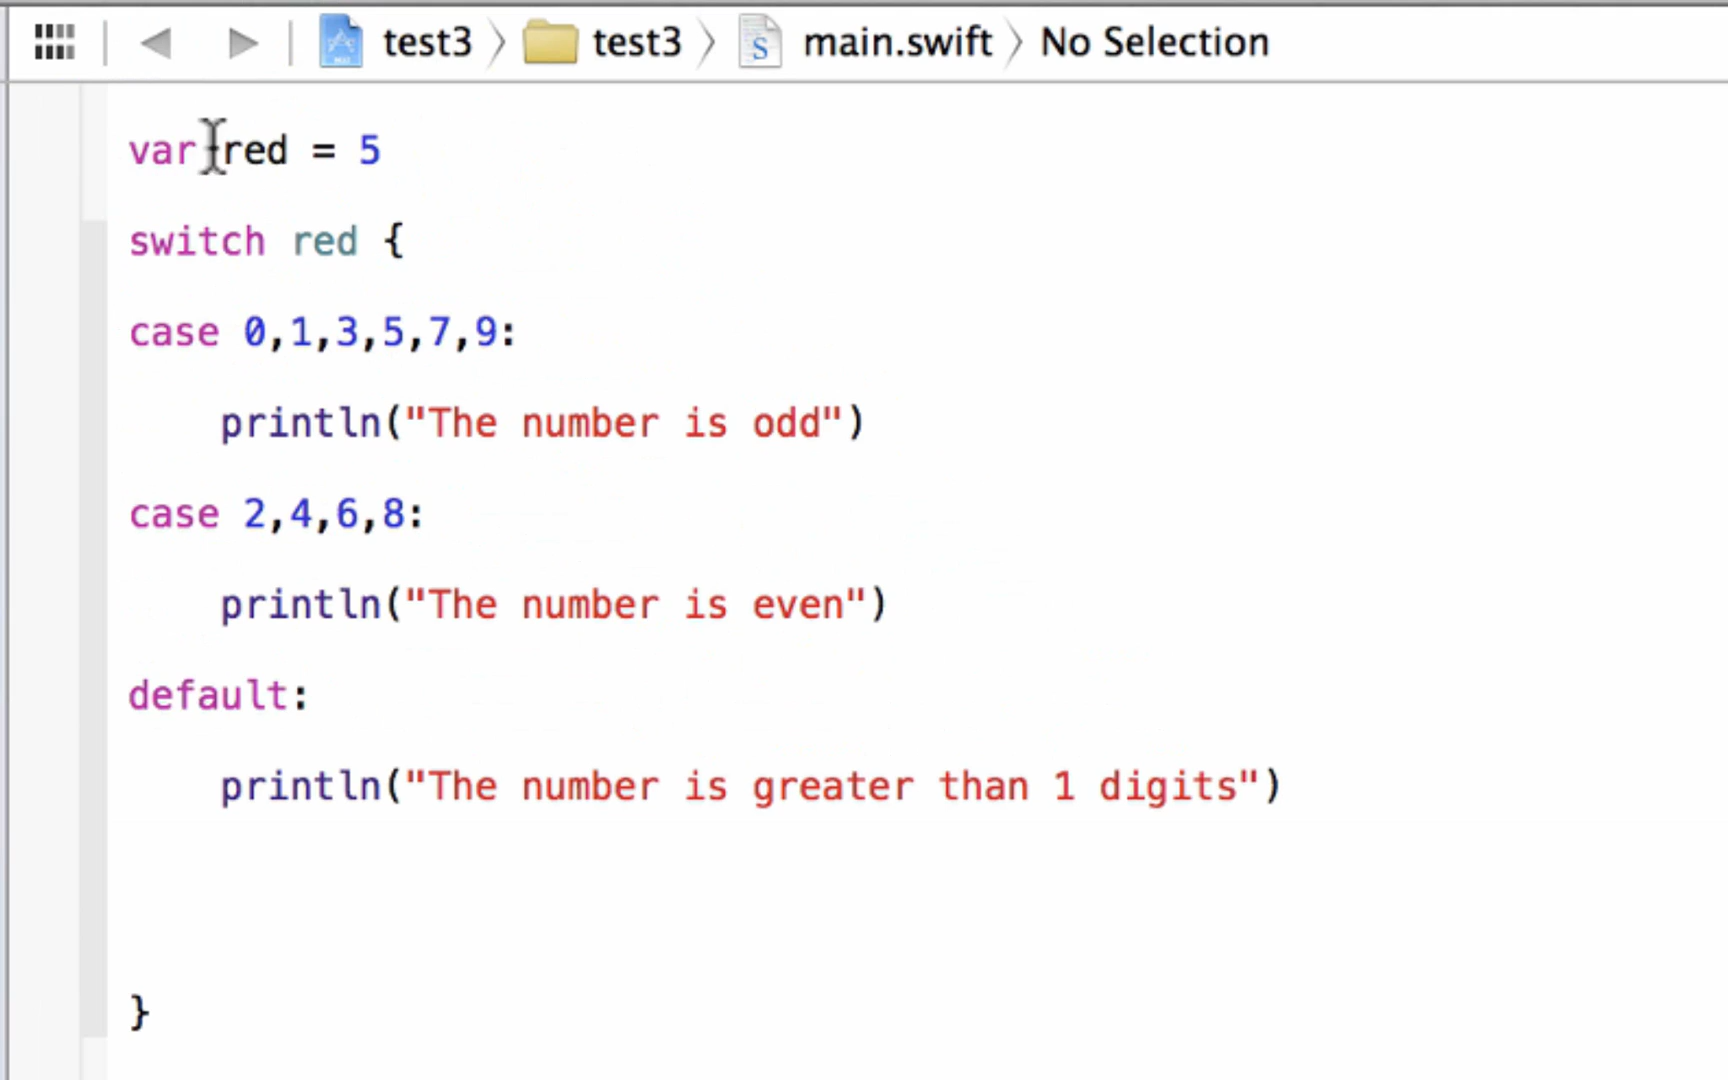 test3 test3 main.swift No Selection
var red = 5
switch red {
case 0,1,3,5,7,9:
println("The number is odd")
case 2,4,6,8:
println("The number is even")
default:
println("The number is greater than 1 digits")
}